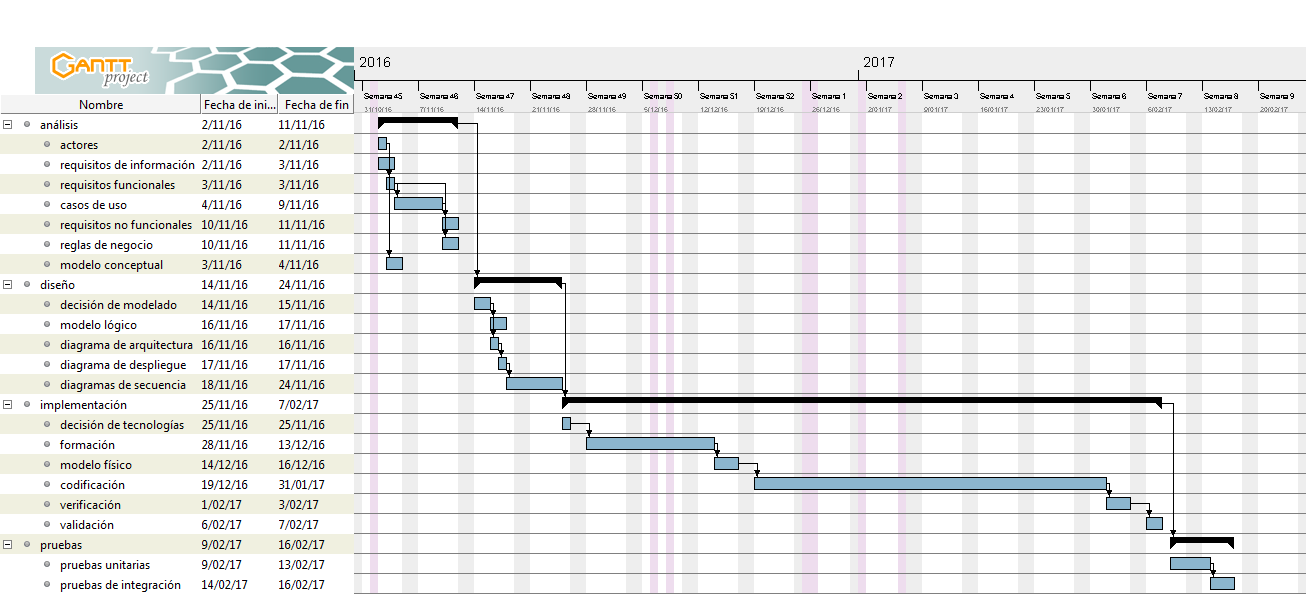 GANTT
project
2016 2017
Nombre Fecha de ini... Fecha de fin
Semana 45 Semana 46 Semana 47 Semana 48 Semana 49 Semana 50 Semana 51 Semana 52 Semana 1 Semana 2 Semana 3 Semana 4 Semana 5 Semana 6 Semana 7 Semana 8 Semana 9
31/10/16 7/11/16 14/11/16 21/11/16 28/11/16 5/12/16 12/12/16 19/12/16 26/12/16 2/01/17 9/01/17 16/01/17 23/01/17 30/01/17 6/02/17 13/02/17 20/02/17
análisis 2/11/16 11/11/16
actores 2/11/16 2/11/16
requisitos de información 2/11/16 3/11/16
requisitos funcionales 3/11/16 3/11/16
casos de uso 4/11/16 9/11/16
requisitos no funcionales 10/11/16 11/11/16
reglas de negocio 10/11/16 11/11/16
modelo conceptual 3/11/16 4/11/16
diseño 14/11/16 24/11/16
decisión de modelado 14/11/16 15/11/16
modelo lógico 16/11/16 17/11/16
diagrama de arquitectura 16/11/16 16/11/16
diagrama de despliegue 17/11/16 17/11/16
diagramas de secuencia 18/11/16 24/11/16
implementación 25/11/16 7/02/17
decisión de tecnologías 25/11/16 25/11/16
formación 28/11/16 13/12/16
modelo físico 14/12/16 16/12/16
codificación 19/12/16 31/01/17
verificación 1/02/17 3/02/17
validación 6/02/17 7/02/17
pruebas 9/02/17 16/02/17
pruebas unitarias 9/02/17 13/02/17
pruebas de integración 14/02/17 16/02/17